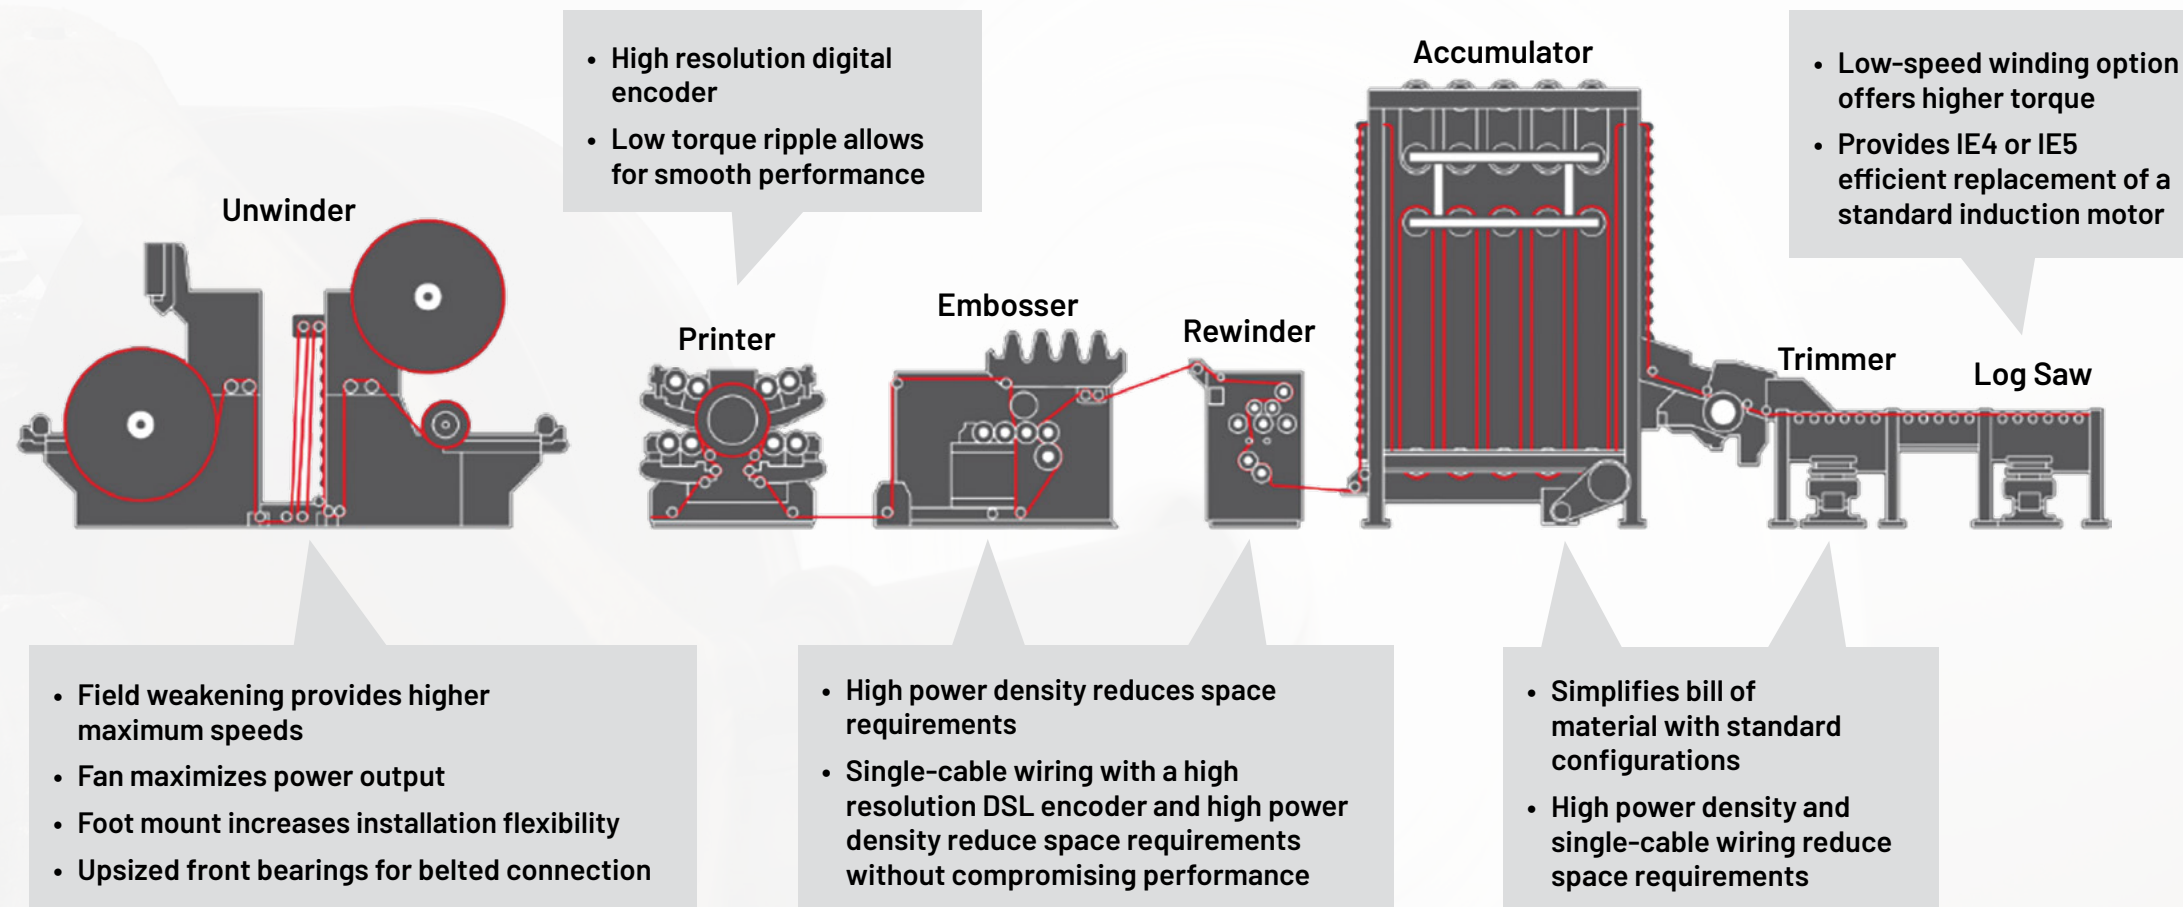 • High resolution digital
encoder
• Low torque ripple allows
for smooth performance
Accumulator
• Low-speed winding option
offers higher torque
• Provides IE4 or IE5
efficient replacement of a
standard induction motor
Unwinder
Printer
Embosser
Rewinder
Trimmer
Log Saw
• Field weakening provides higher
maximum speeds
• Fan maximizes power output
• Foot mount increases installation flexibility
• Upsized front bearings for belted connection
• High power density reduces space
requirements
• Single-cable wiring with a high
resolution DSL encoder and high power
density reduce space requirements
without compromising performance
• Simplifies bill of
material with standard
configurations
• High power density and
single-cable wiring reduce
space requirements